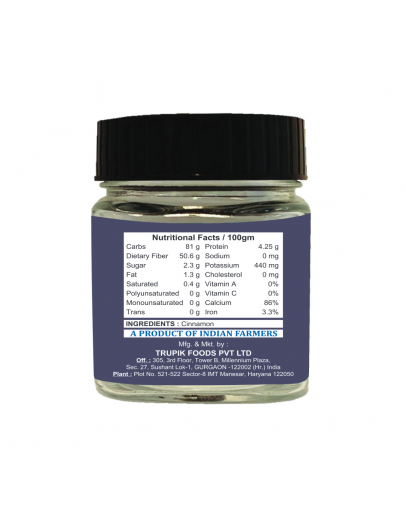 Nutritional Facts / 100gm
Carbs 81 g Protein 4.25 g
Dietary Fiber 50.6 g Sodium 0 mg
Sugar 2.3 g Potassium 440 mg
Fat 1.3 g Cholesterol 0 mg
Saturated 0.4 g Vitamin A 0%
Polyunsaturated 0 g Vitamin C 0%
Monounsaturated 0 g Calcium 86%
Trans 0 g Iron 3.3%
INGREDIENTS : Cinnamon
A PRODUCT OF INDIAN FARMERS
Mfg. & Mkt. by :
TRUPIK FOODS PVT LTD
Off. : 305, 3rd Floor, Tower B, Millennium Plaza,
Sec. 27, Sushant Lok-1, GURGAON -122002 (Hr.) India
Plant : Plot No. 521-522 Sector-8 IMT Manesar, Haryana 122050